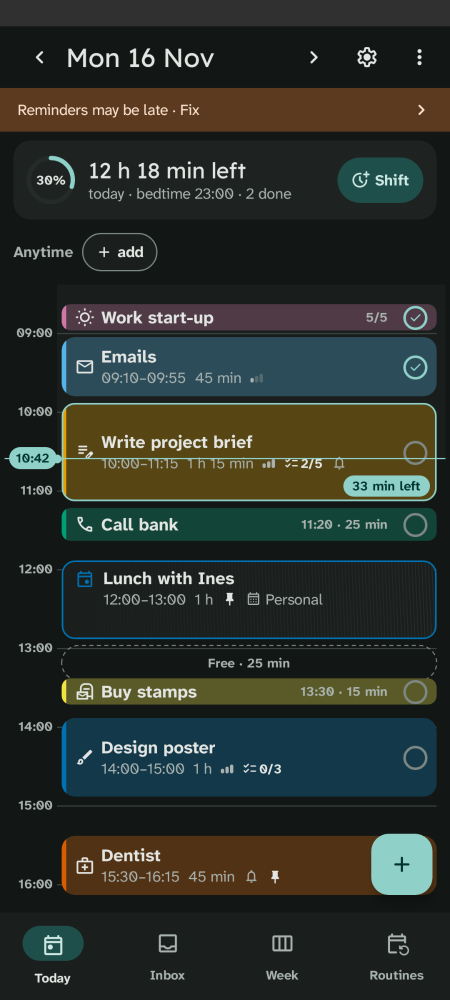 Mon 16 Nov
Reminders may be late · Fix
30%
12 h 18 min left
today · bedtime 23:00 · 2 done
Shift
Anytime
+ add
Work start-up
5/5
09:00
Emails
09:10–09:55 45 min
10:00
Write project brief
10:42
10:00–11:15 1 h 15 min 2/5
33 min left
11:00
Call bank
11:20 · 25 min
12:00
Lunch with Ines
12:00–13:00 1 h Personal
13:00
Free · 25 min
Buy stamps
13:30 · 15 min
14:00
Design poster
14:00–15:00 1 h 0/3
15:00
Dentist
15:30–16:15 45 min
16:00
Today
Inbox
Week
Routines